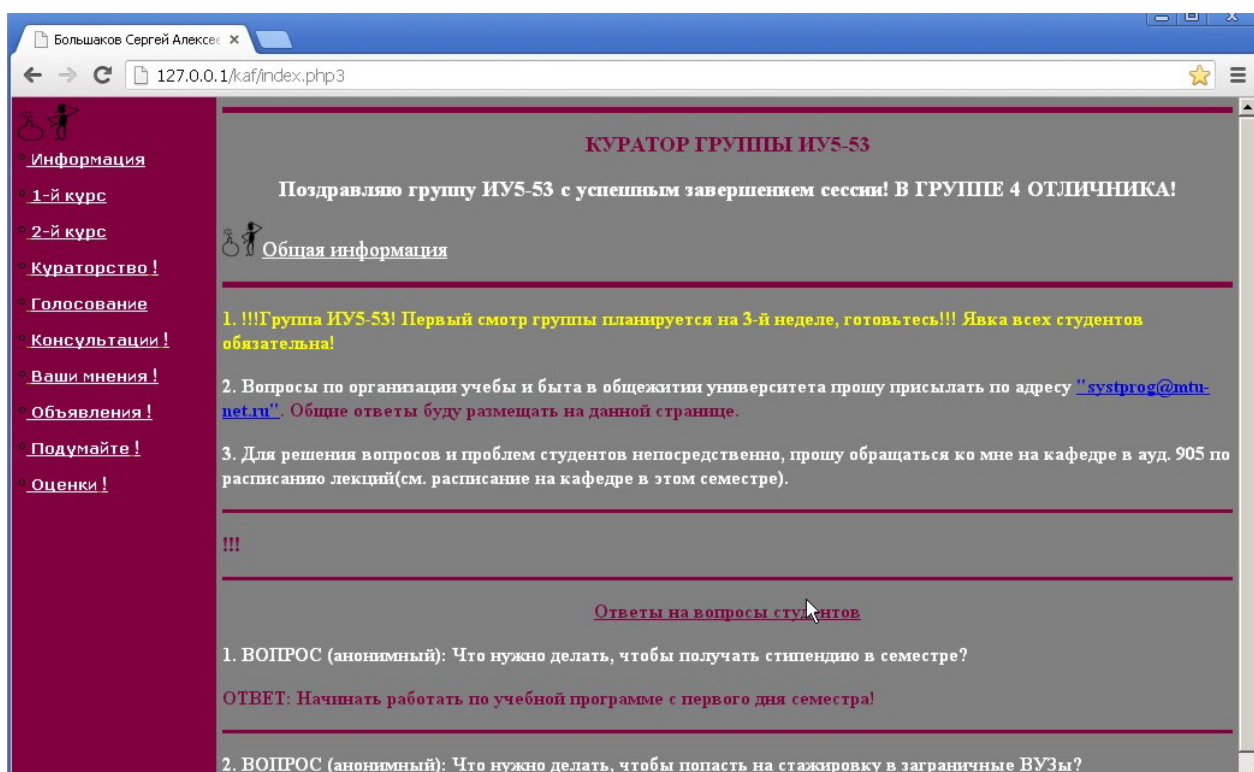 Большаков Сергей Алексе
127.0.0.1/kaf/index.php3
Информация
1-й курс
2-й курс
Кураторство !
Голосование
Консультации !
Ваши мнения !
Объявления !
Подумайте !
Оценки !
КУРАТОР ГРУППЫ ИУ5-53
Поздравляю группу ИУ5-53 с успешным завершением сессии! В ГРУППЕ 4 ОТЛИЧНИКА!
Общая информация
1. !!!Группа ИУ5-53! Первый смотр группы планируется на 3-й неделе, готовьтесь!!! Явка всех студентов
обязательна!
2. Вопросы по организации учебы и быта в общежитии университета прошу присылать по адресу "systprog@mtu-
net.ru". Общие ответы буду размещать на данной странице.
3. Для решения вопросов и проблем студентов непосредственно, прошу обращаться ко мне на кафедре в ауд. 905 по
расписанию лекций(см. расписание на кафедре в этом семестре).
!!!
Ответы на вопросы студентов
1. ВОПРОС (анонимный): Что нужно делать, чтобы получать стипендию в семестре?
ОТВЕТ: Начинать работать по учебной программе с первого дня семестра!
2. ВОПРОС (анонимный): Что нужно делать, чтобы попасть на стажировку в заграничные ВУЗы?